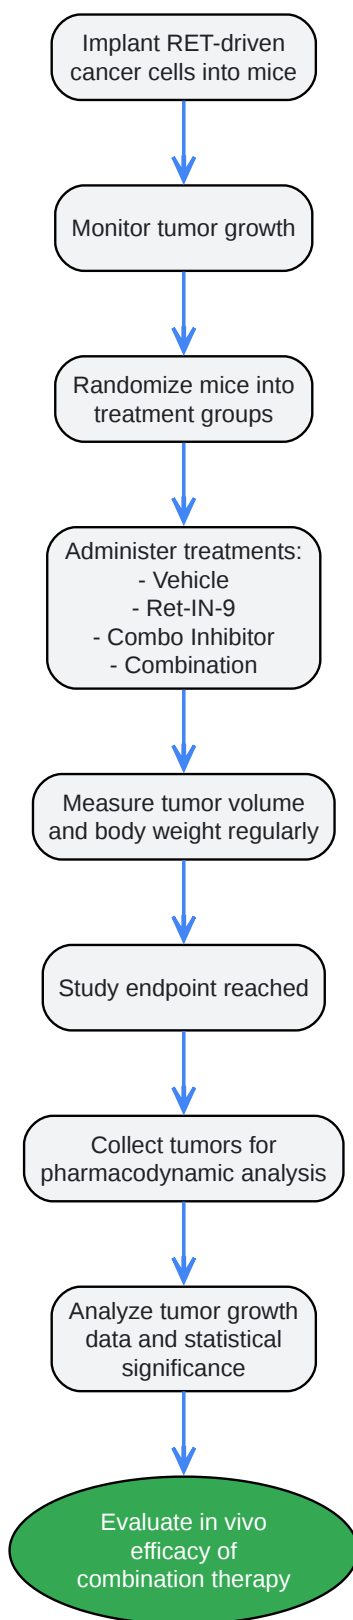 Implant RET-driven
cancer cells into mice
Monitor tumor growth
Randomize mice into
treatment groups
Administer treatments:
- Vehicle
- Ret-IN-9
- Combo Inhibitor
- Combination
Measure tumor volume
and body weight regularly
Study endpoint reached
Collect tumors for
pharmacodynamic analysis
Analyze tumor growth
data and statistical
significance
Evaluate in vivo
efficacy of
combination therapy